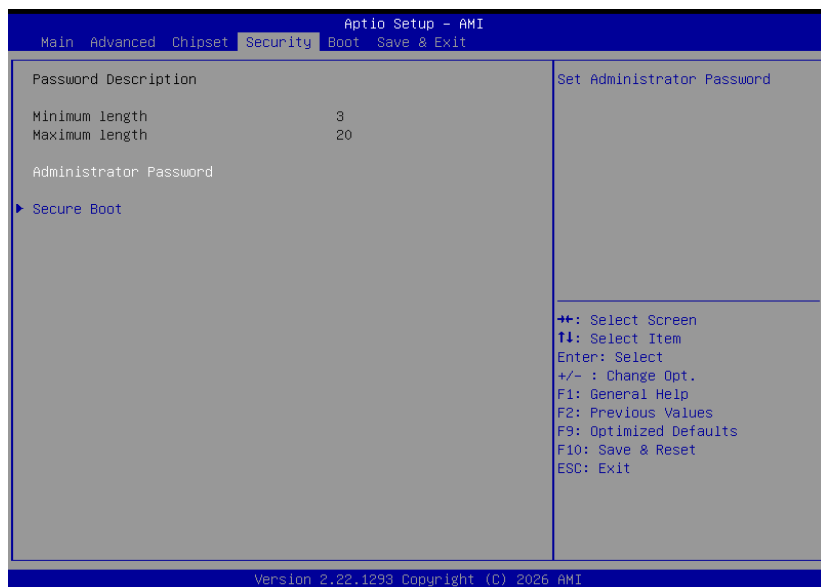 Aptio Setup – AMI
Main Advanced Chipset Security Boot Save & Exit
Password Description
Minimum length 3
Maximum length 20
Administrator Password
▶ Secure Boot
Set Administrator Password
→←: Select Screen
↑↓: Select Item
Enter: Select
+/- : Change Opt.
F1: General Help
F2: Previous Values
F9: Optimized Defaults
F10: Save & Reset
ESC: Exit
Version 2.22.1293 Copyright (C) 2026 AMI